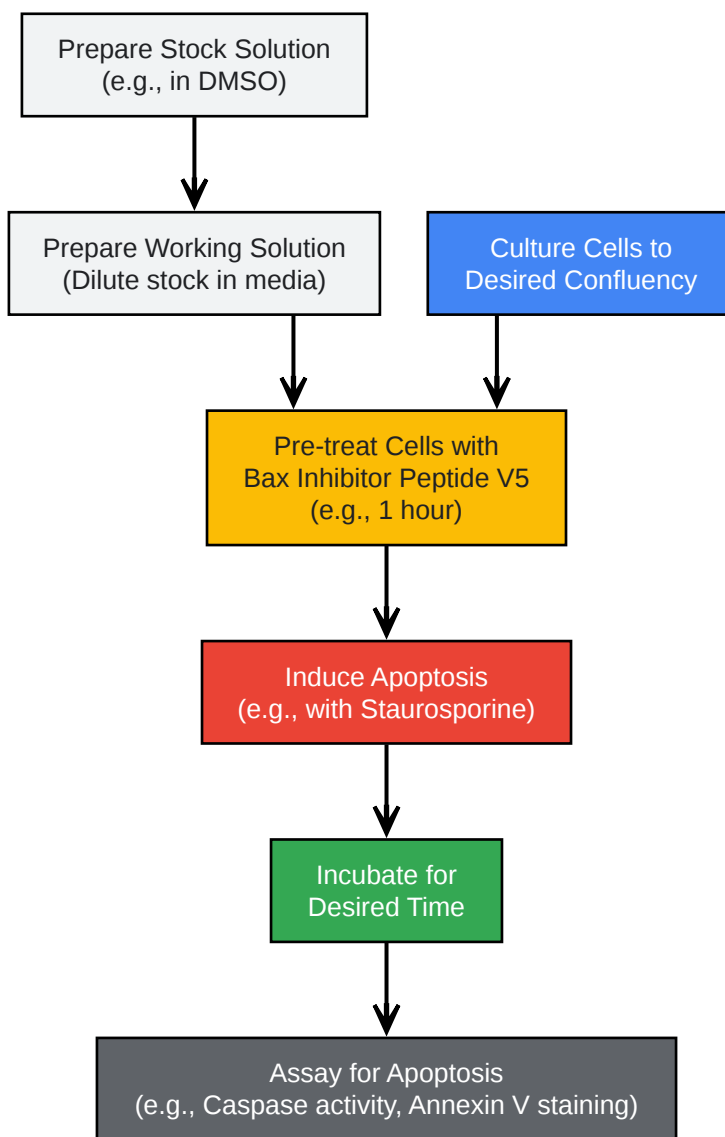 Prepare Stock Solution
(e.g., in DMSO)
Prepare Working Solution
(Dilute stock in media)
Culture Cells to
Desired Confluency
Pre-treat Cells with
Bax Inhibitor Peptide V5
(e.g., 1 hour)
Induce Apoptosis
(e.g., with Staurosporine)
Incubate for
Desired Time
Assay for Apoptosis
(e.g., Caspase activity, Annexin V staining)